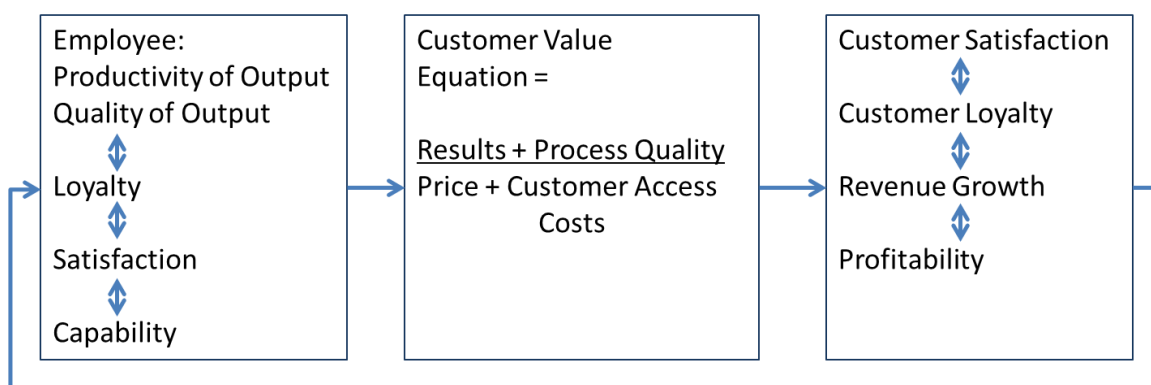 Employee:
Productivity of Output
Quality of Output
Loyalty
Satisfaction
Capability
Customer Value
Equation =
Results + Process Quality
Price + Customer Access
Costs
Customer Satisfaction
Customer Loyalty
Revenue Growth
Profitability